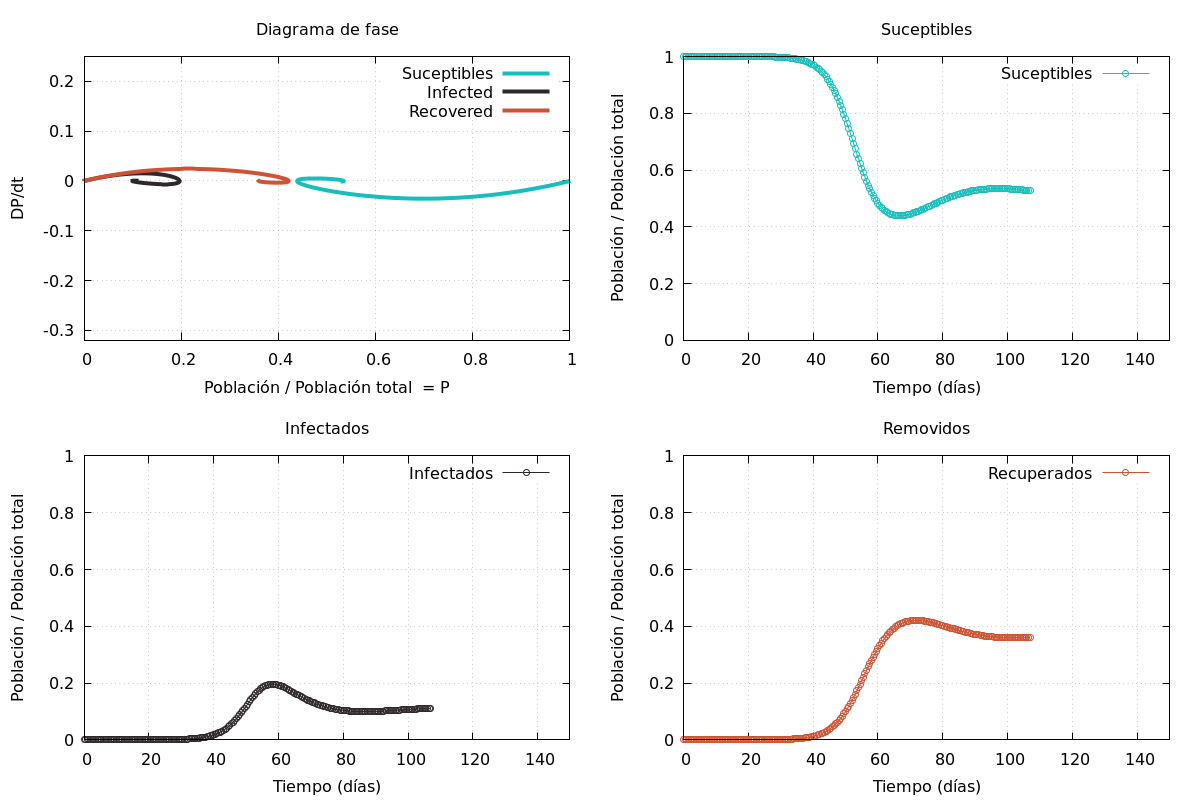 Diagrama de fase
Suceptibles
Infected
Recovered
0.2
0.1
0
-0.1
-0.2
-0.3
DP/dt
0 0.2 0.4 0.6 0.8 1
Población / Población total = P
Suceptibles
Suceptibles
1
0.8
0.6
0.4
0.2
0
Población / Población total
0 20 40 60 80 100 120 140
Tiempo (días)
Infectados
Infectados
1
0.8
0.6
0.4
0.2
0
Población / Población total
0 20 40 60 80 100 120 140
Tiempo (días)
Removidos
Recuperados
1
0.8
0.6
0.4
0.2
0
Población / Población total
0 20 40 60 80 100 120 140
Tiempo (días)